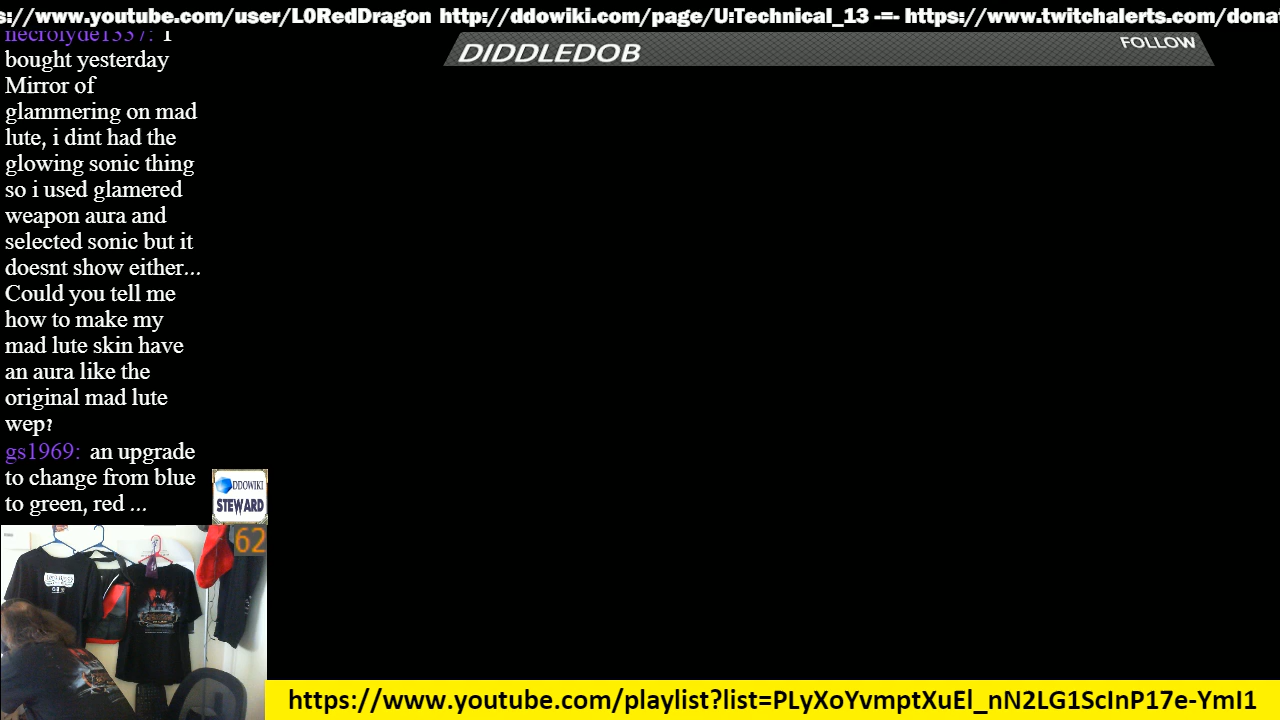 s://www.youtube.com/user/L0RedDragon http://ddowiki.com/page/U:Technical_13 -=- https://www.twitchalerts.com/dona
necrolyde1337: I
bought yesterday
Mirror of
glammering on mad
lute, i dint had the
glowing sonic thing
so i used glamered
weapon aura and
selected sonic but it
doesnt show either...
Could you tell me
how to make my
mad lute skin have
an aura like the
original mad lute
wep?
gs1969: an upgrade
to change from blue
to green, red ...
DIDDLEDOB
FOLLOW
DDOWIKI
STEWARD
62
https://www.youtube.com/playlist?list=PLyXoYvmptXuEl_nN2LG1ScInP17e-YmI1